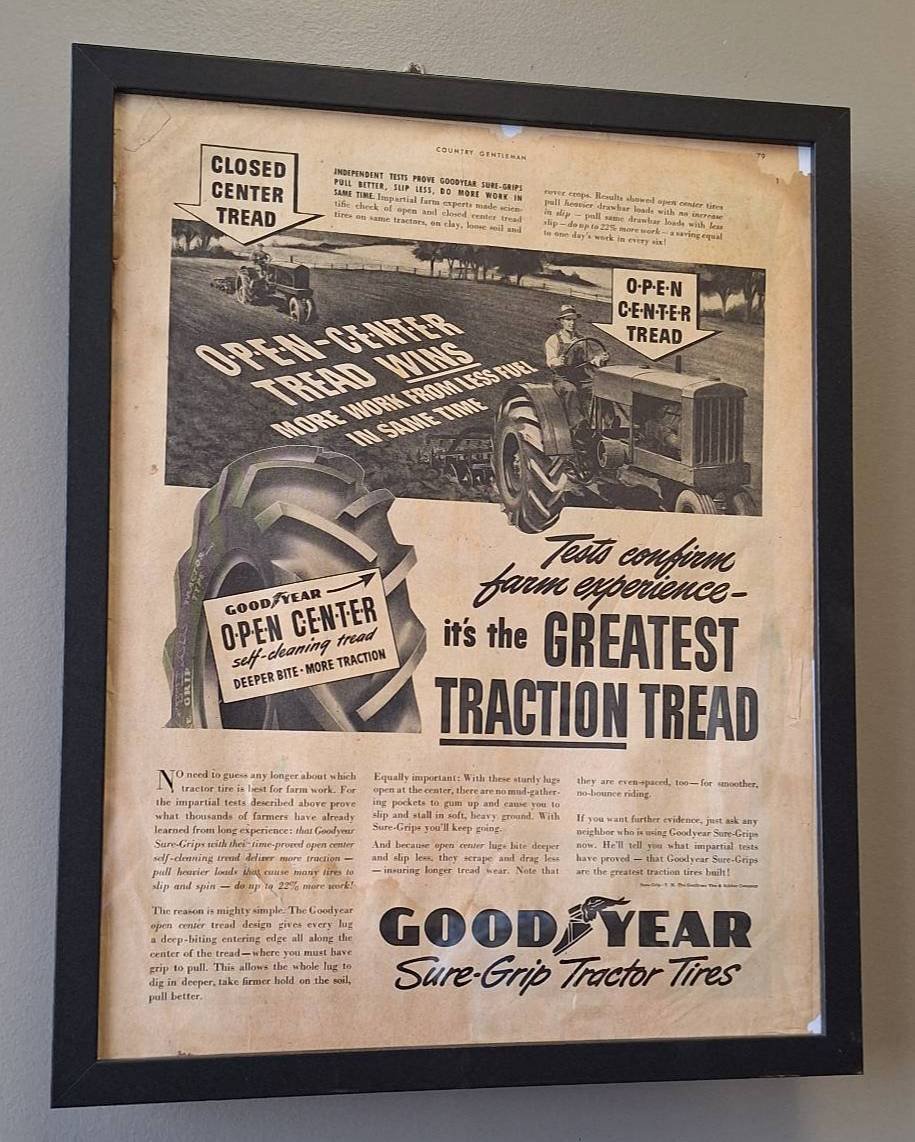 COUNTRY GENTLEMAN
79
CLOSED
CENTER
TREAD
INDEPENDENT TESTS PROVE GOODYEAR SURE-GRIPS
PULL BETTER, SLIP LESS, DO MORE WORK IN
SAME TIME. Impartial farm experts made scien-
tific check of open and closed center tread
tires on same tractors, on clay, loose soil and
cover crops. Results showed open center tires
pull heavier drawbar loads with no increase
in slip — pull same drawbar loads with less
slip — do up to 22% more work — a saving equal
to one day's work in every six!
O·P·E·N
C·E·N·T·E·R
TREAD
O·P·E·N-C·E·N·T·E·R
TREAD WINS
MORE WORK FROM LESS FUEL
IN SAME TIME
GOODYEAR
O·P·E·N C·E·N·T·E·R
self-cleaning tread
DEEPER BITE · MORE TRACTION
Tests confirm
farm experience—
it's the GREATEST
TRACTION TREAD
NO need to guess any longer about which
tractor tire is best for farm work. For
the impartial tests described above prove
what thousands of farmers have already
learned from long experience: that Goodyear
Sure-Grips with their time-proved open center
self-cleaning tread deliver more traction —
pull heavier loads that cause many tires to
slip and spin — do up to 22% more work!
The reason is mighty simple. The Goodyear
open center tread design gives every lug
a deep-biting entering edge all along the
center of the tread—where you must have
grip to pull. This allows the whole lug to
dig in deeper, take firmer hold on the soil,
pull better.
Equally important: With these sturdy lugs
open at the center, there are no mud-gather-
ing pockets to gum up and cause you to
slip and stall in soft, heavy ground. With
Sure-Grips you'll keep going.
And because open center lugs bite deeper
and slip less, they scrape and drag less
—insuring longer tread wear. Note that
they are even-spaced, too—for smoother,
no-bounce riding.
If you want further evidence, just ask any
neighbor who is using Goodyear Sure-Grips
now. He'll tell you what impartial tests
have proved — that Goodyear Sure-Grips
are the greatest traction tires built!
Sure-Grip—T. M. The Goodyear Tire & Rubber Company
GOODYEAR
Sure-Grip Tractor Tires